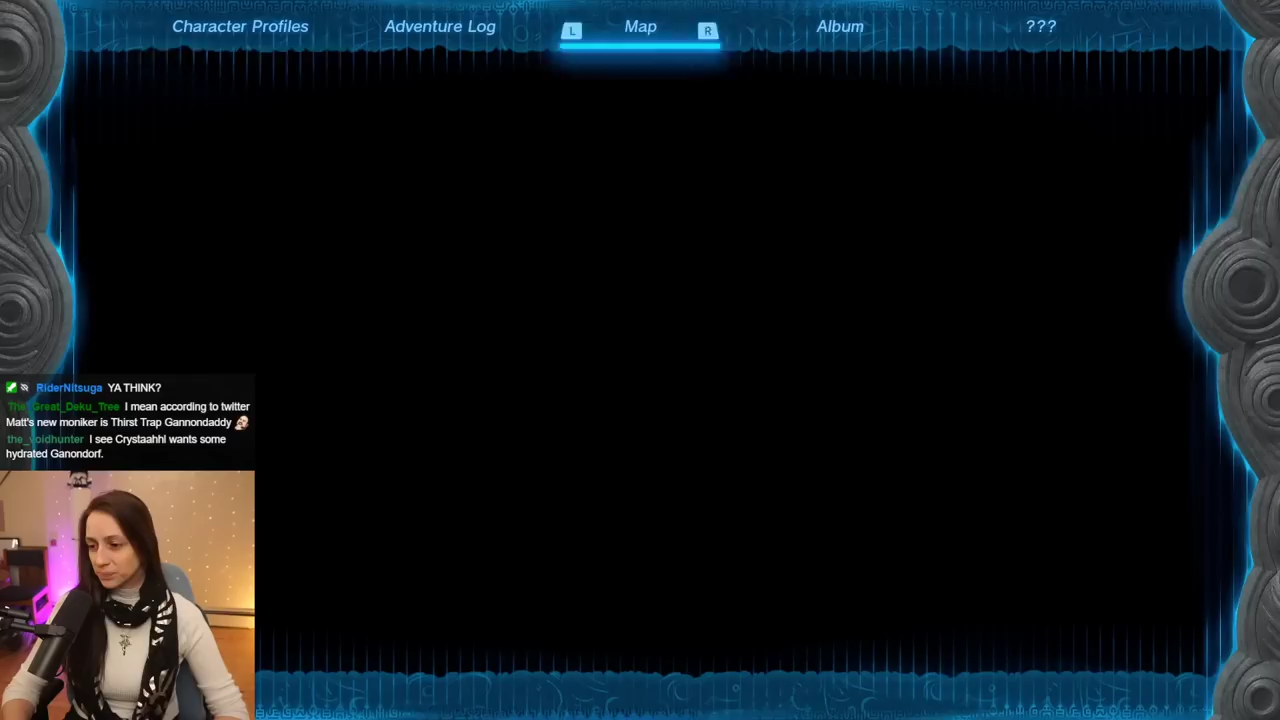 Character Profiles
Adventure Log
L
Map
R
Album
???
RiderNitsuga YA THINK?
The_Great_Deku_Tree I mean according to twitter
Matt's new moniker is Thirst Trap Gannondaddy
the_voidhunter I see Crystaahhl wants some
hydrated Ganondorf.